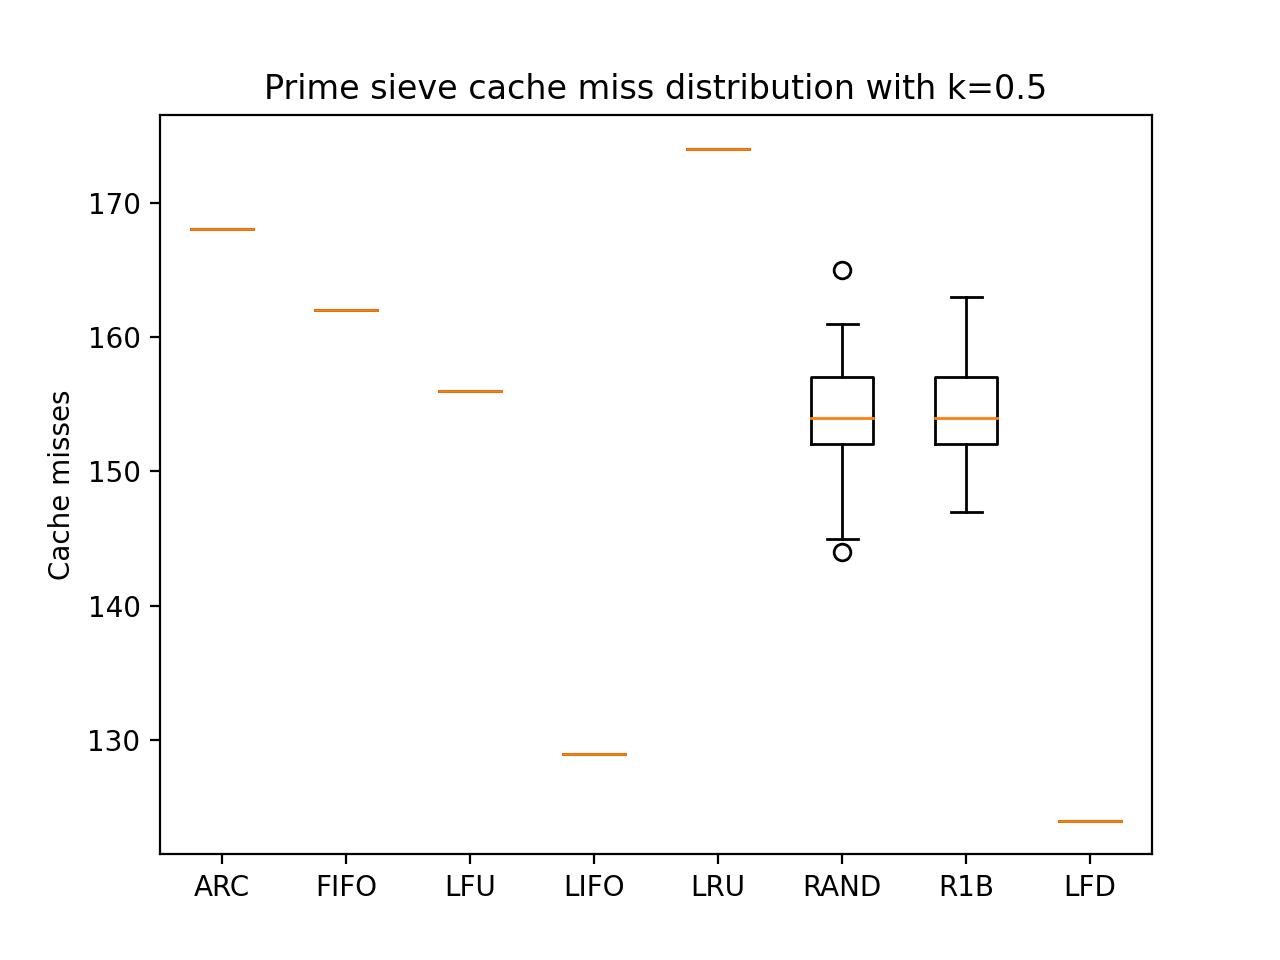 Prime sieve cache miss distribution with k=0.5
Cache misses
170
160
150
140
130
ARC FIFO LFU LIFO LRU RAND R1B LFD